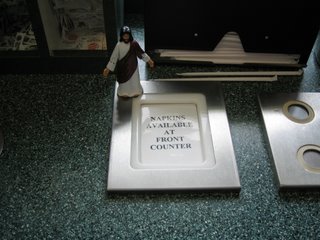 NAPKINS
AVAILABLE
AT
FRONT
COUNTER